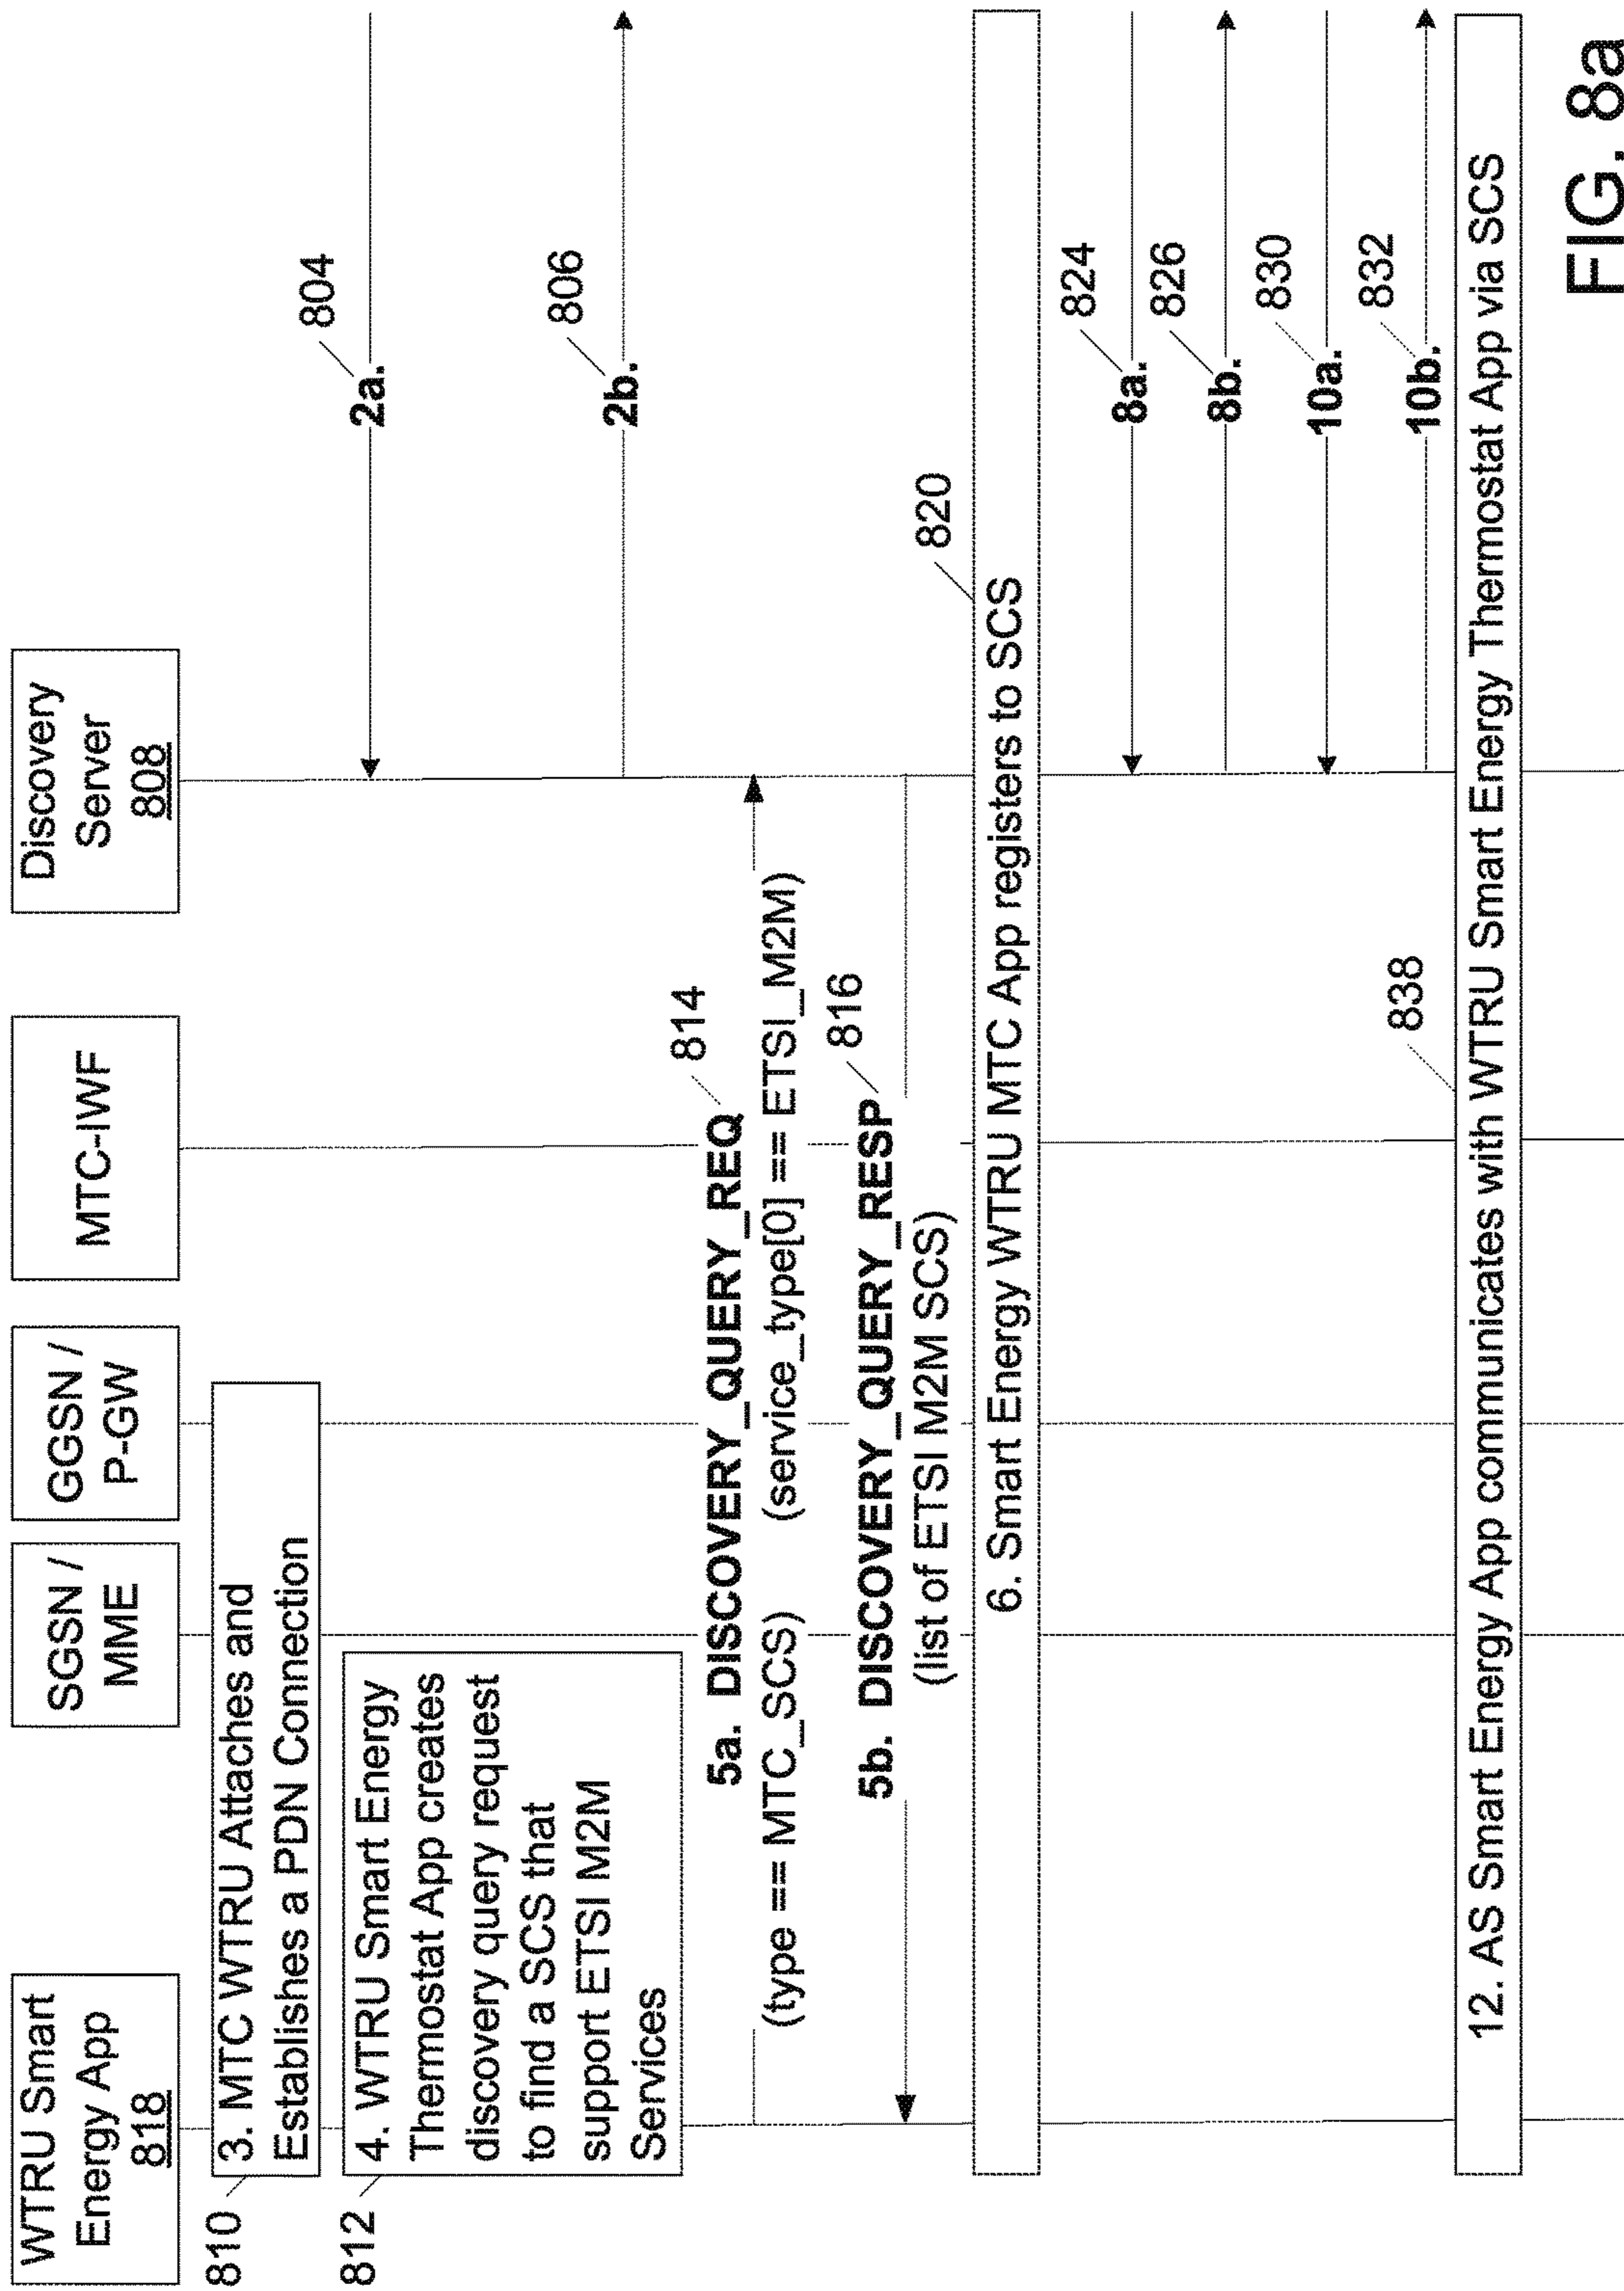 WTRU Smart
Energy App
818
SGSN /
MME
GGSN /
P-GW
MTC-IWF
Discovery
Server
808
804
2a.
806
2b.
810
3. MTC WTRU Attaches and
Establishes a PDN Connection
812
4. WTRU Smart Energy
Thermostat App creates
discovery query request
to find a SCS that
support ETSI M2M
Services
814
5a. DISCOVERY_QUERY_REQ
(type == MTC_SCS) (service_type[0] == ETSI_M2M)
816
5b. DISCOVERY_QUERY_RESP
(list of ETSI M2M SCS)
820
6. Smart Energy WTRU MTC App registers to SCS
824
8a.
826
8b.
830
10a.
832
10b.
838
12. AS Smart Energy App communicates with WTRU Smart Energy Thermostat App via SCS
FIG. 8a